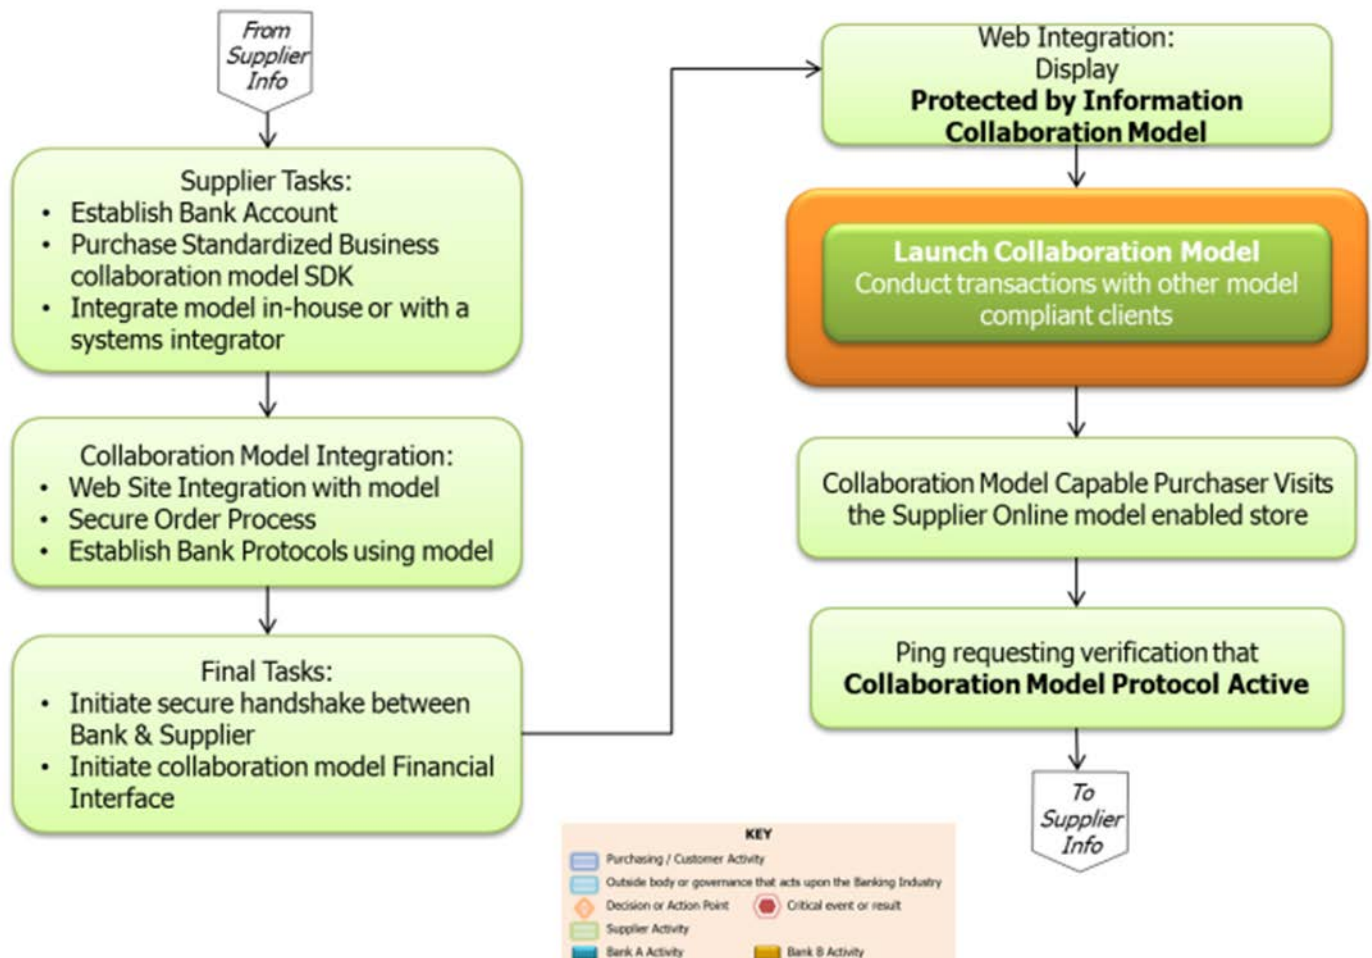 From
Supplier
Info
Supplier Tasks:
• Establish Bank Account
• Purchase Standardized Business
collaboration model SDK
• Integrate model in-house or with a
systems integrator
Collaboration Model Integration:
• Web Site Integration with model
• Secure Order Process
• Establish Bank Protocols using model
Final Tasks:
• Initiate secure handshake between
Bank & Supplier
• Initiate collaboration model Financial
Interface
Web Integration:
Display
Protected by Information
Collaboration Model
Launch Collaboration Model
Conduct transactions with other model
compliant clients
Collaboration Model Capable Purchaser Visits
the Supplier Online model enabled store
Ping requesting verification that
Collaboration Model Protocol Active
To
Supplier
Info
KEY
Purchasing / Customer Activity
Outside body or governance that acts upon the Banking Industry
Decision or Action Point
Critical event or result
Supplier Activity
Bank A Activity
Bank B Activity